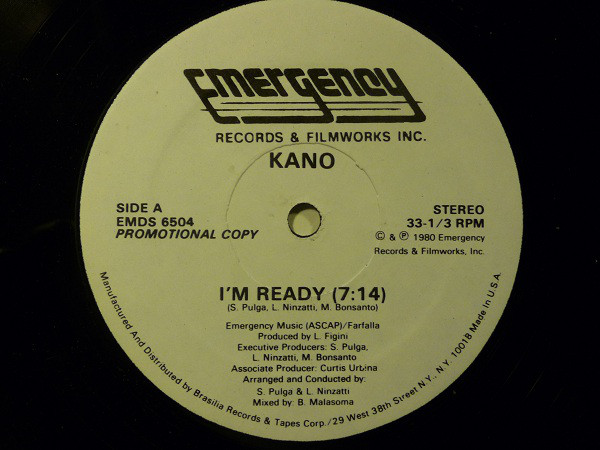 Emergency
RECORDS & FILMWORKS INC.
KANO
SIDE A
EMDS 6504
PROMOTIONAL COPY
STEREO
33-1/3 RPM
© & ℗ 1980 Emergency
Records & Filmworks, Inc.
I'M READY (7:14)
(S. Pulga, L. Ninzatti, M. Bonsanto)
Emergency Music (ASCAP)/Farfalla
Produced by L. Figini
Executive Producers: S. Pulga,
L. Ninzatti, M. Bonsanto
Associate Producer: Curtis Urbina
Arranged and Conducted by:
S. Pulga & L. Ninzatti
Mixed by: B. Malasoma
Manufactured And Distributed by Brasilia Records & Tapes Corp./29 West 38th Street NY., NY. 10018 Made In U.S.A.